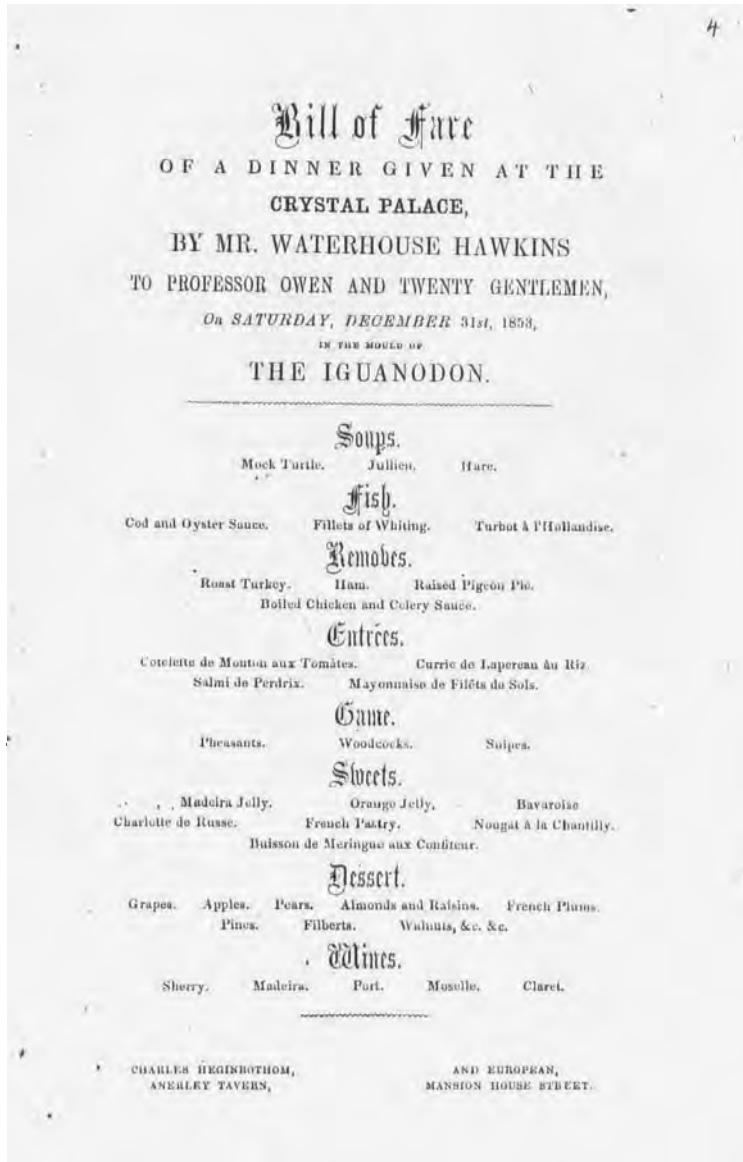 4
Bill of Fare
OF A DINNER GIVEN AT THE
CRYSTAL PALACE,
BY MR. WATERHOUSE HAWKINS
TO PROFESSOR OWEN AND TWENTY GENTLEMEN,
On SATURDAY, DECEMBER 31st, 1853,
IN THE MOULD OF
THE IGUANODON.
Soups.
Mock Turtle. Jullien. Hare.
Fish.
Cod and Oyster Sauce. Fillets of Whiting. Turbot à l'Hollandise.
Removes.
Roast Turkey. Ham. Raised Pigeon Pie.
Boiled Chicken and Celery Sauce.
Entrées.
Cotelette de Mouton aux Tomâtes. Currie de Lapereau âu Riz
Salmi de Perdrix. Mayonnaise de Filêts de Sols.
Game.
Pheasants. Woodcocks. Snipes.
Sweets.
Madeira Jelly. Orange Jelly. Bavaroise
Charlotte de Russe. French Pastry. Nougat à la Chantilly.
Buisson de Meringue aux Confiteur.
Dessert.
Grapes. Apples. Pears. Almonds and Raisins. French Plums.
Pines. Filberts. Walnuts, &c. &c.
Wines.
Sherry. Madeira. Port. Moselle. Claret.
CHARLES HEGINBOTHOM, AND EUROPEAN,
ANERLEY TAVERN, MANSION HOUSE STREET.